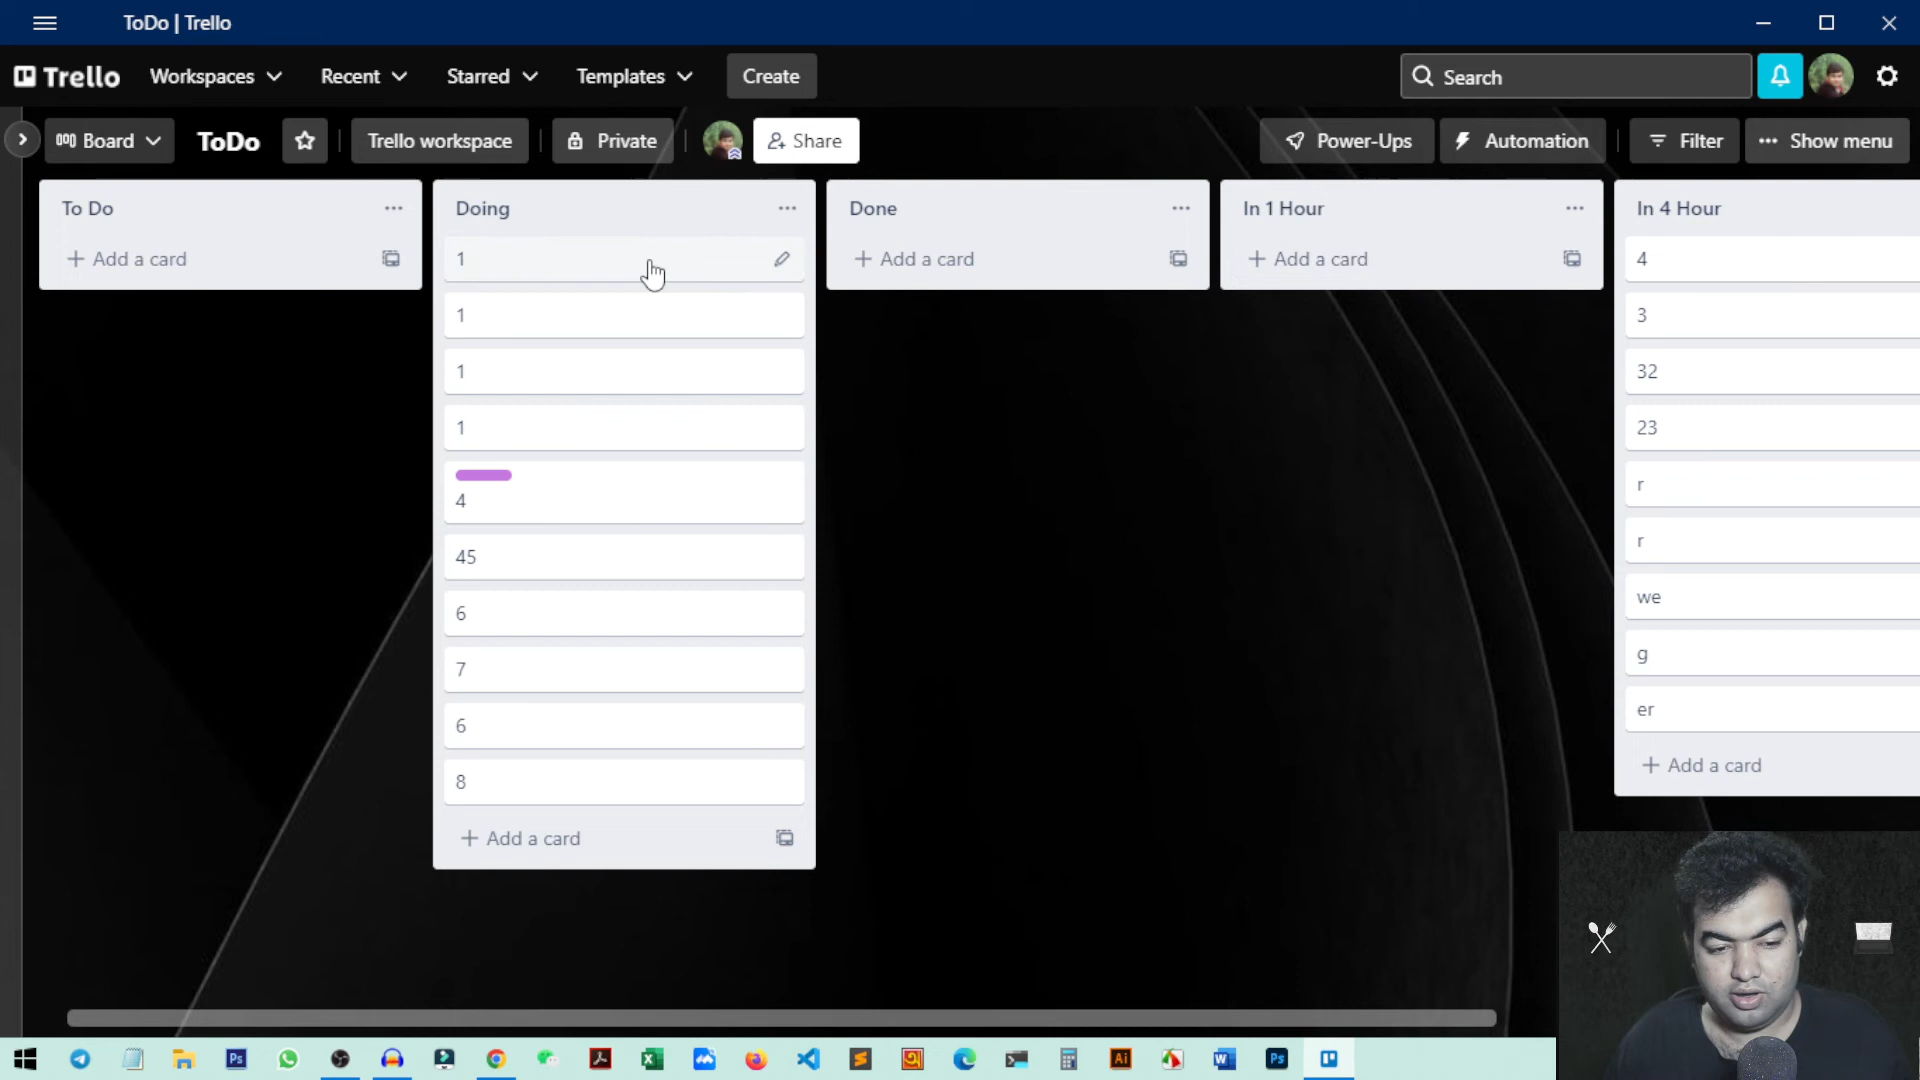 ToDo | Trello
Trello Workspaces Recent Starred Templates Create Search
Board ToDo Trello workspace Private Share Power-Ups Automation Filter Show menu
To Do
Add a card
Doing
1
1
1
1
4
45
6
7
6
8
Add a card
Done
Add a card
In 1 Hour
Add a card
In 4 Hour
4
3
32
23
r
r
we
g
er
Add a card
Ps
Ai
Ps